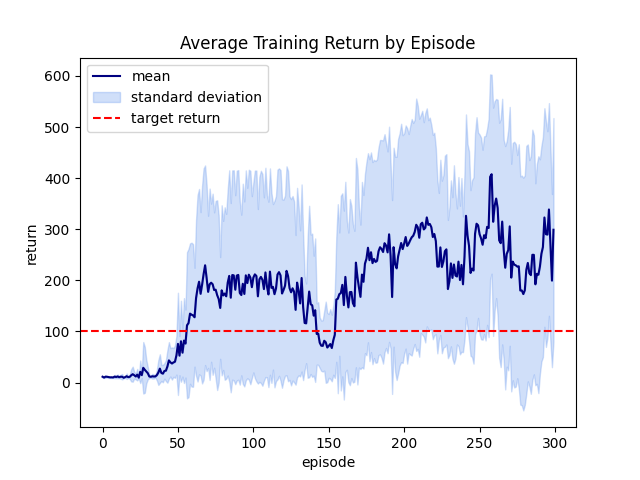 Average Training Return by Episode
mean
standard deviation
target return
600
500
400
300
200
100
0
return
0 50 100 150 200 250 300
episode